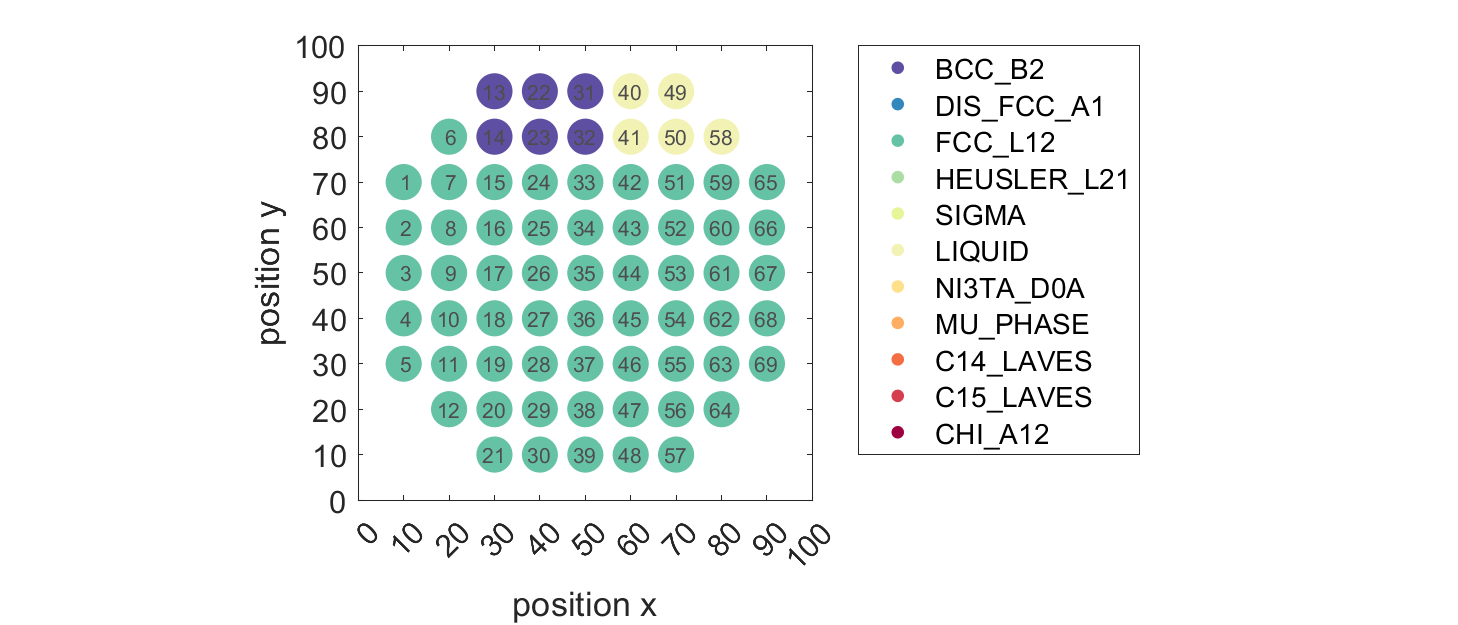 100
90 13 22 31 40 49
80 6 14 23 32 41 50 58
70 1 7 15 24 33 42 51 59 65
60 2 8 16 25 34 43 52 60 66
50 3 9 17 26 35 44 53 61 67
40 4 10 18 27 36 45 54 62 68
30 5 11 19 28 37 46 55 63 69
20 12 20 29 38 47 56 64
10 21 30 39 48 57
0
0 10 20 30 40 50 60 70 80 90 100
position x
position y
BCC_B2
DIS_FCC_A1
FCC_L12
HEUSLER_L21
SIGMA
LIQUID
NI3TA_D0A
MU_PHASE
C14_LAVES
C15_LAVES
CHI_A12